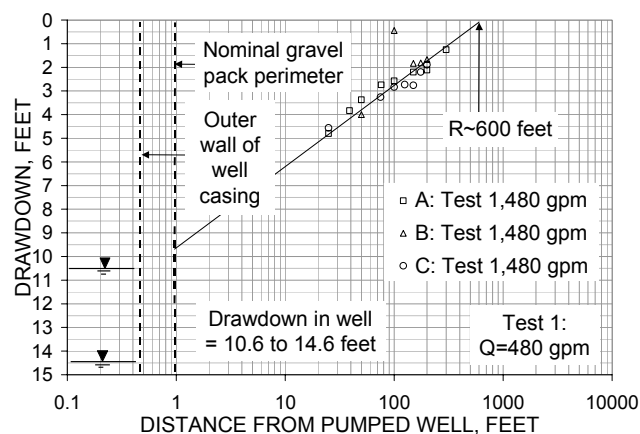 0
1
2
3
4
5
6
7
8
9
10
11
12
13
14
15
DRAWDOWN, FEET
Nominal gravel
pack perimeter
Outer
wall of
well
casing
R~600 feet
A: Test 1,480 gpm
B: Test 1,480 gpm
C: Test 1,480 gpm
Drawdown in well
= 10.6 to 14.6 feet
Test 1:
Q=480 gpm
0.1 1 10 100 1000 10000
DISTANCE FROM PUMPED WELL, FEET